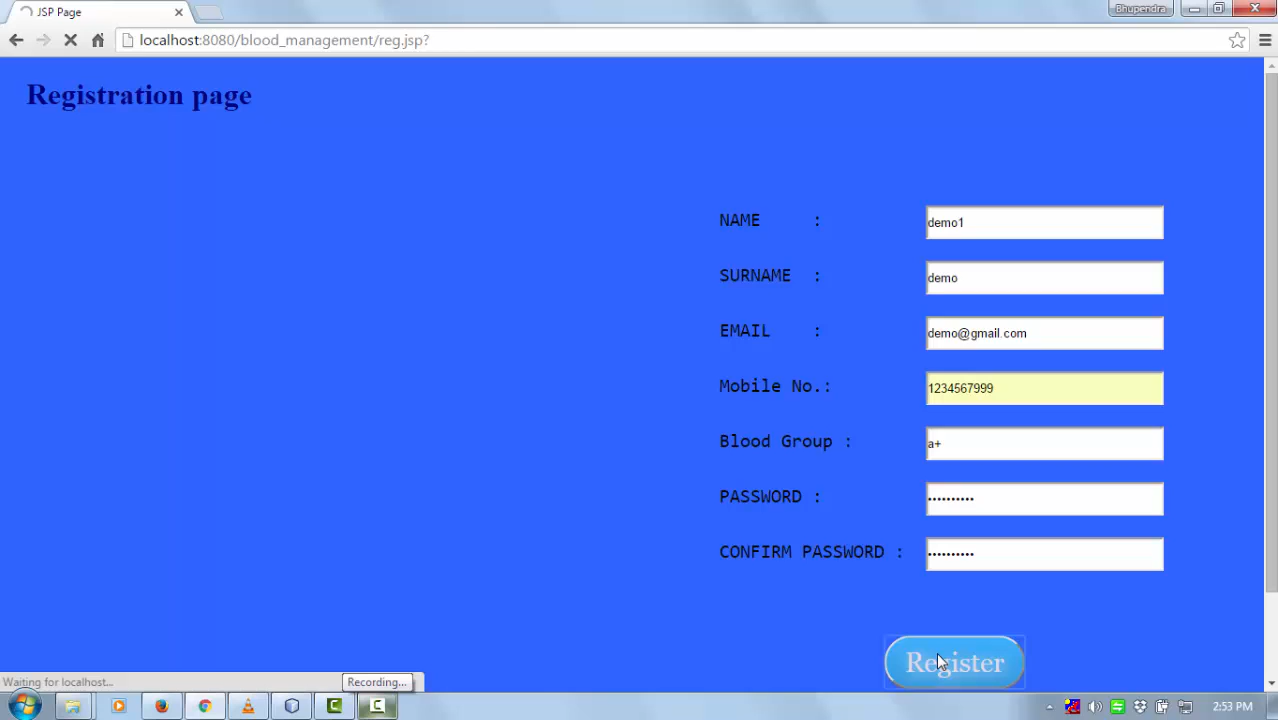 JSP Page
Bhupendra
localhost:8080/blood_management/reg.jsp?
Registration page
NAME : demo1
SURNAME : demo
EMAIL : demo@gmail.com
Mobile No.: 1234567999
Blood Group : a+
PASSWORD : ••••••••••
CONFIRM PASSWORD : ••••••••••
Register
Waiting for localhost...
Recording...
2:53 PM